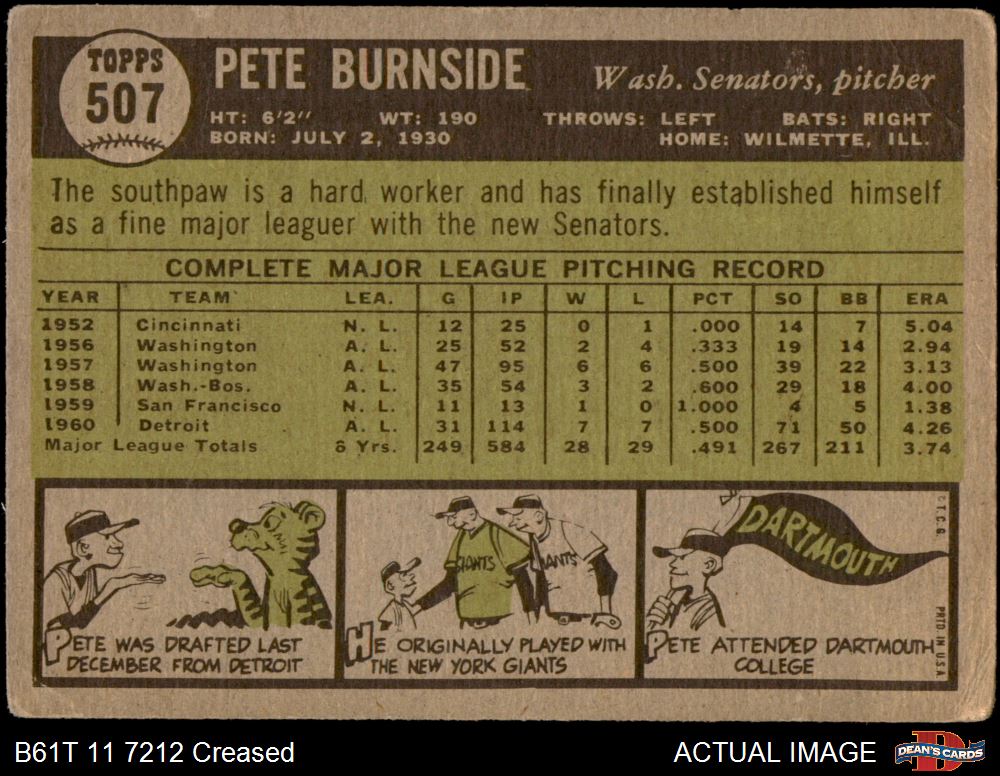 TOPPS
507
PETE BURNSIDE
Wash. Senators, pitcher
HT: 6'2" WT: 190 THROWS: LEFT BATS: RIGHT
BORN: JULY 2, 1930 HOME: WILMETTE, ILL.
The southpaw is a hard worker and has finally established himself
as a fine major leaguer with the new Senators.
COMPLETE MAJOR LEAGUE PITCHING RECORD
YEAR TEAM LEA. G IP W L PCT SO BB ERA
1952 Cincinnati N. L. 12 25 0 1 .000 14 7 5.04
1956 Washington A. L. 25 52 2 4 .333 19 14 2.94
1957 Washington A. L. 47 95 6 6 .500 39 22 3.13
1958 Wash.-Bos. A. L. 35 54 3 2 .600 29 18 4.00
1959 San Francisco N. L. 11 13 1 0 1.000 4 5 1.38
1960 Detroit A. L. 31 114 7 7 .500 71 50 4.26
Major League Totals 6 Yrs. 249 584 28 29 .491 267 211 3.74
PETE WAS DRAFTED LAST
DECEMBER FROM DETROIT
GIANTS
IANTS
HE ORIGINALLY PLAYED WITH
THE NEW YORK GIANTS
DARTMOUTH
PETE ATTENDED DARTMOUTH
COLLEGE
© T. C. G.
PRTD IN U.S.A.
B61T 11 7212 Creased
ACTUAL IMAGE
DEAN'S CARDS